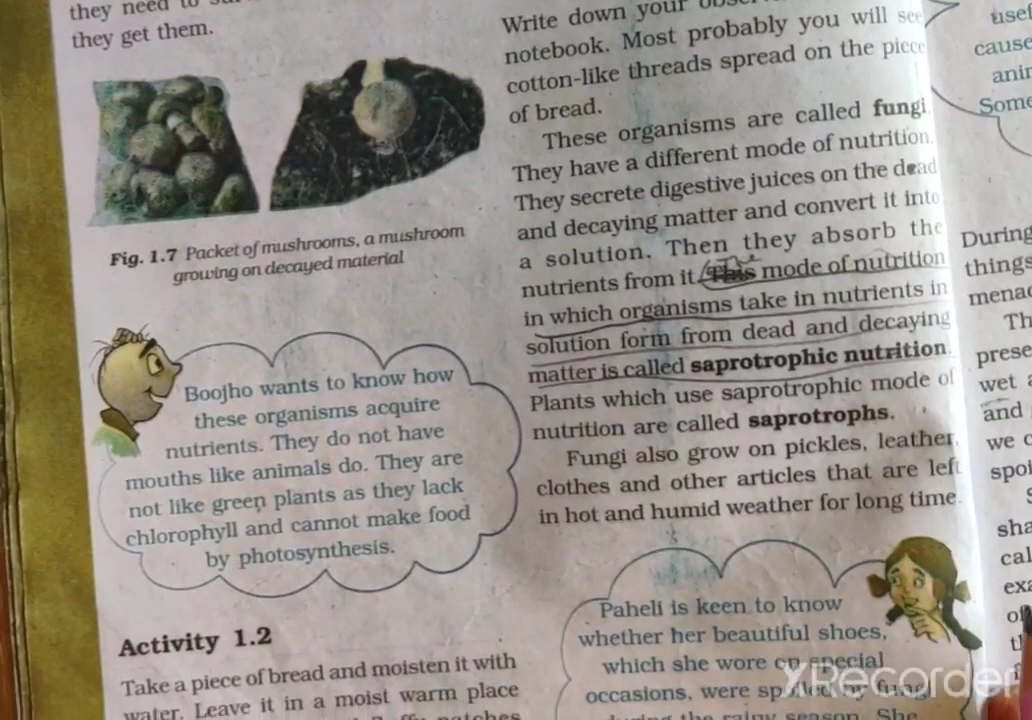 they need to
they get them.
Fig. 1.7 Packet of mushrooms, a mushroom
growing on decayed material
Boojho wants to know how
these organisms acquire
nutrients. They do not have
mouths like animals do. They are
not like green plants as they lack
chlorophyll and cannot make food
by photosynthesis.
Activity 1.2
Take a piece of bread and moisten it with
water. Leave it in a moist warm place
patches
Write down your
notebook. Most probably you will see
cotton-like threads spread on the piece
of bread.
These organisms are called fungi.
They have a different mode of nutrition.
They secrete digestive juices on the dead
and decaying matter and convert it into
a solution. Then they absorb the
nutrients from it. This mode of nutrition
in which organisms take in nutrients in
solution form from dead and decaying
matter is called saprotrophic nutrition.
Plants which use saprotrophic mode of
nutrition are called saprotrophs.
Fungi also grow on pickles, leather,
clothes and other articles that are left
in hot and humid weather for long time.
Paheli is keen to know
whether her beautiful shoes,
which she wore on special
occasions, were spoiled by fungi
during the rainy season. She
usef
cause
anin
Some
During
things
menac
Th
prese
wet a
and
we c
spoi
S
sha
cal
exa
of
XRecorder